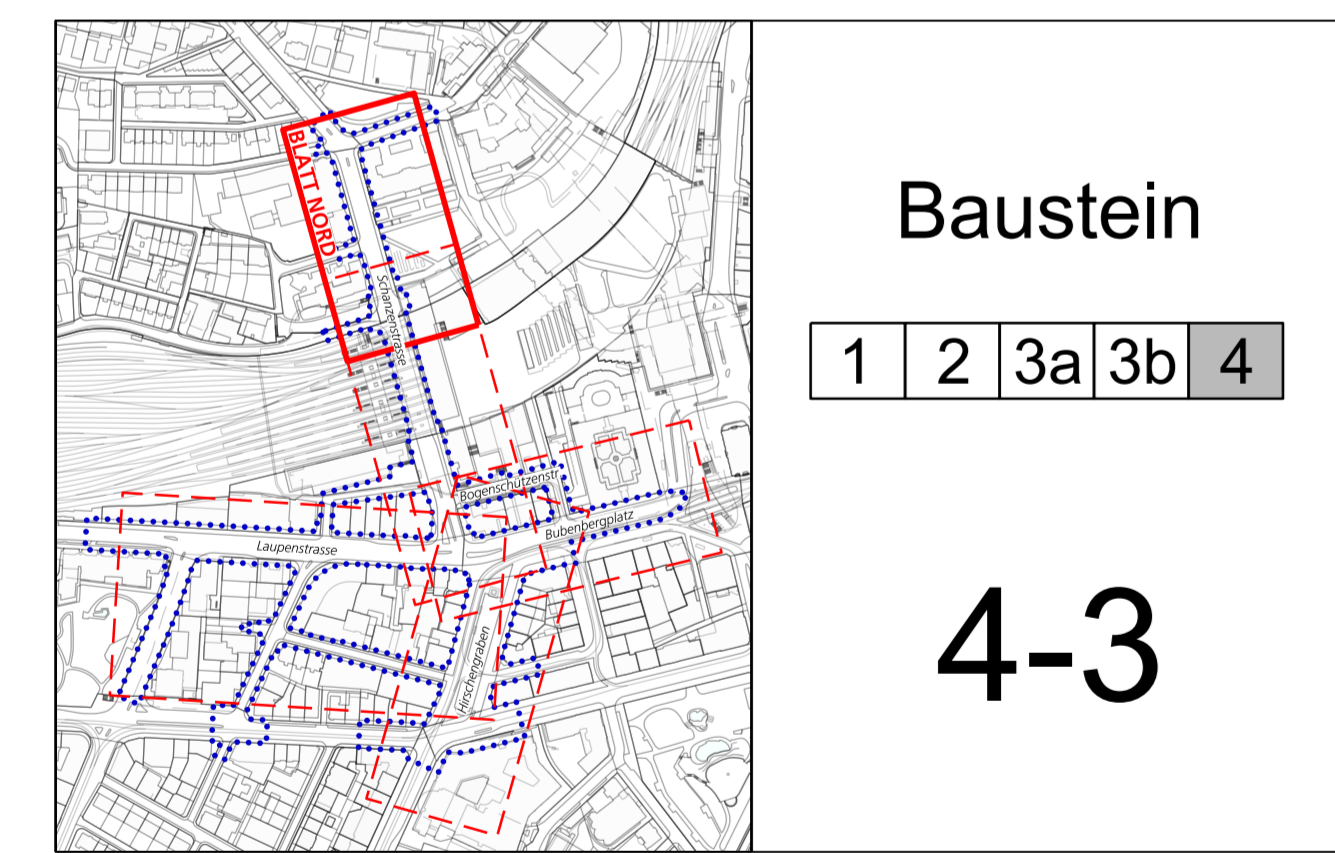 BLATT NORD
Schanzenstrasse
Bogenschützenstr.
Bubenbergplatz
Laupenstrasse
Hirschengraben
Baustein
1 2 3a 3b 4
4-3